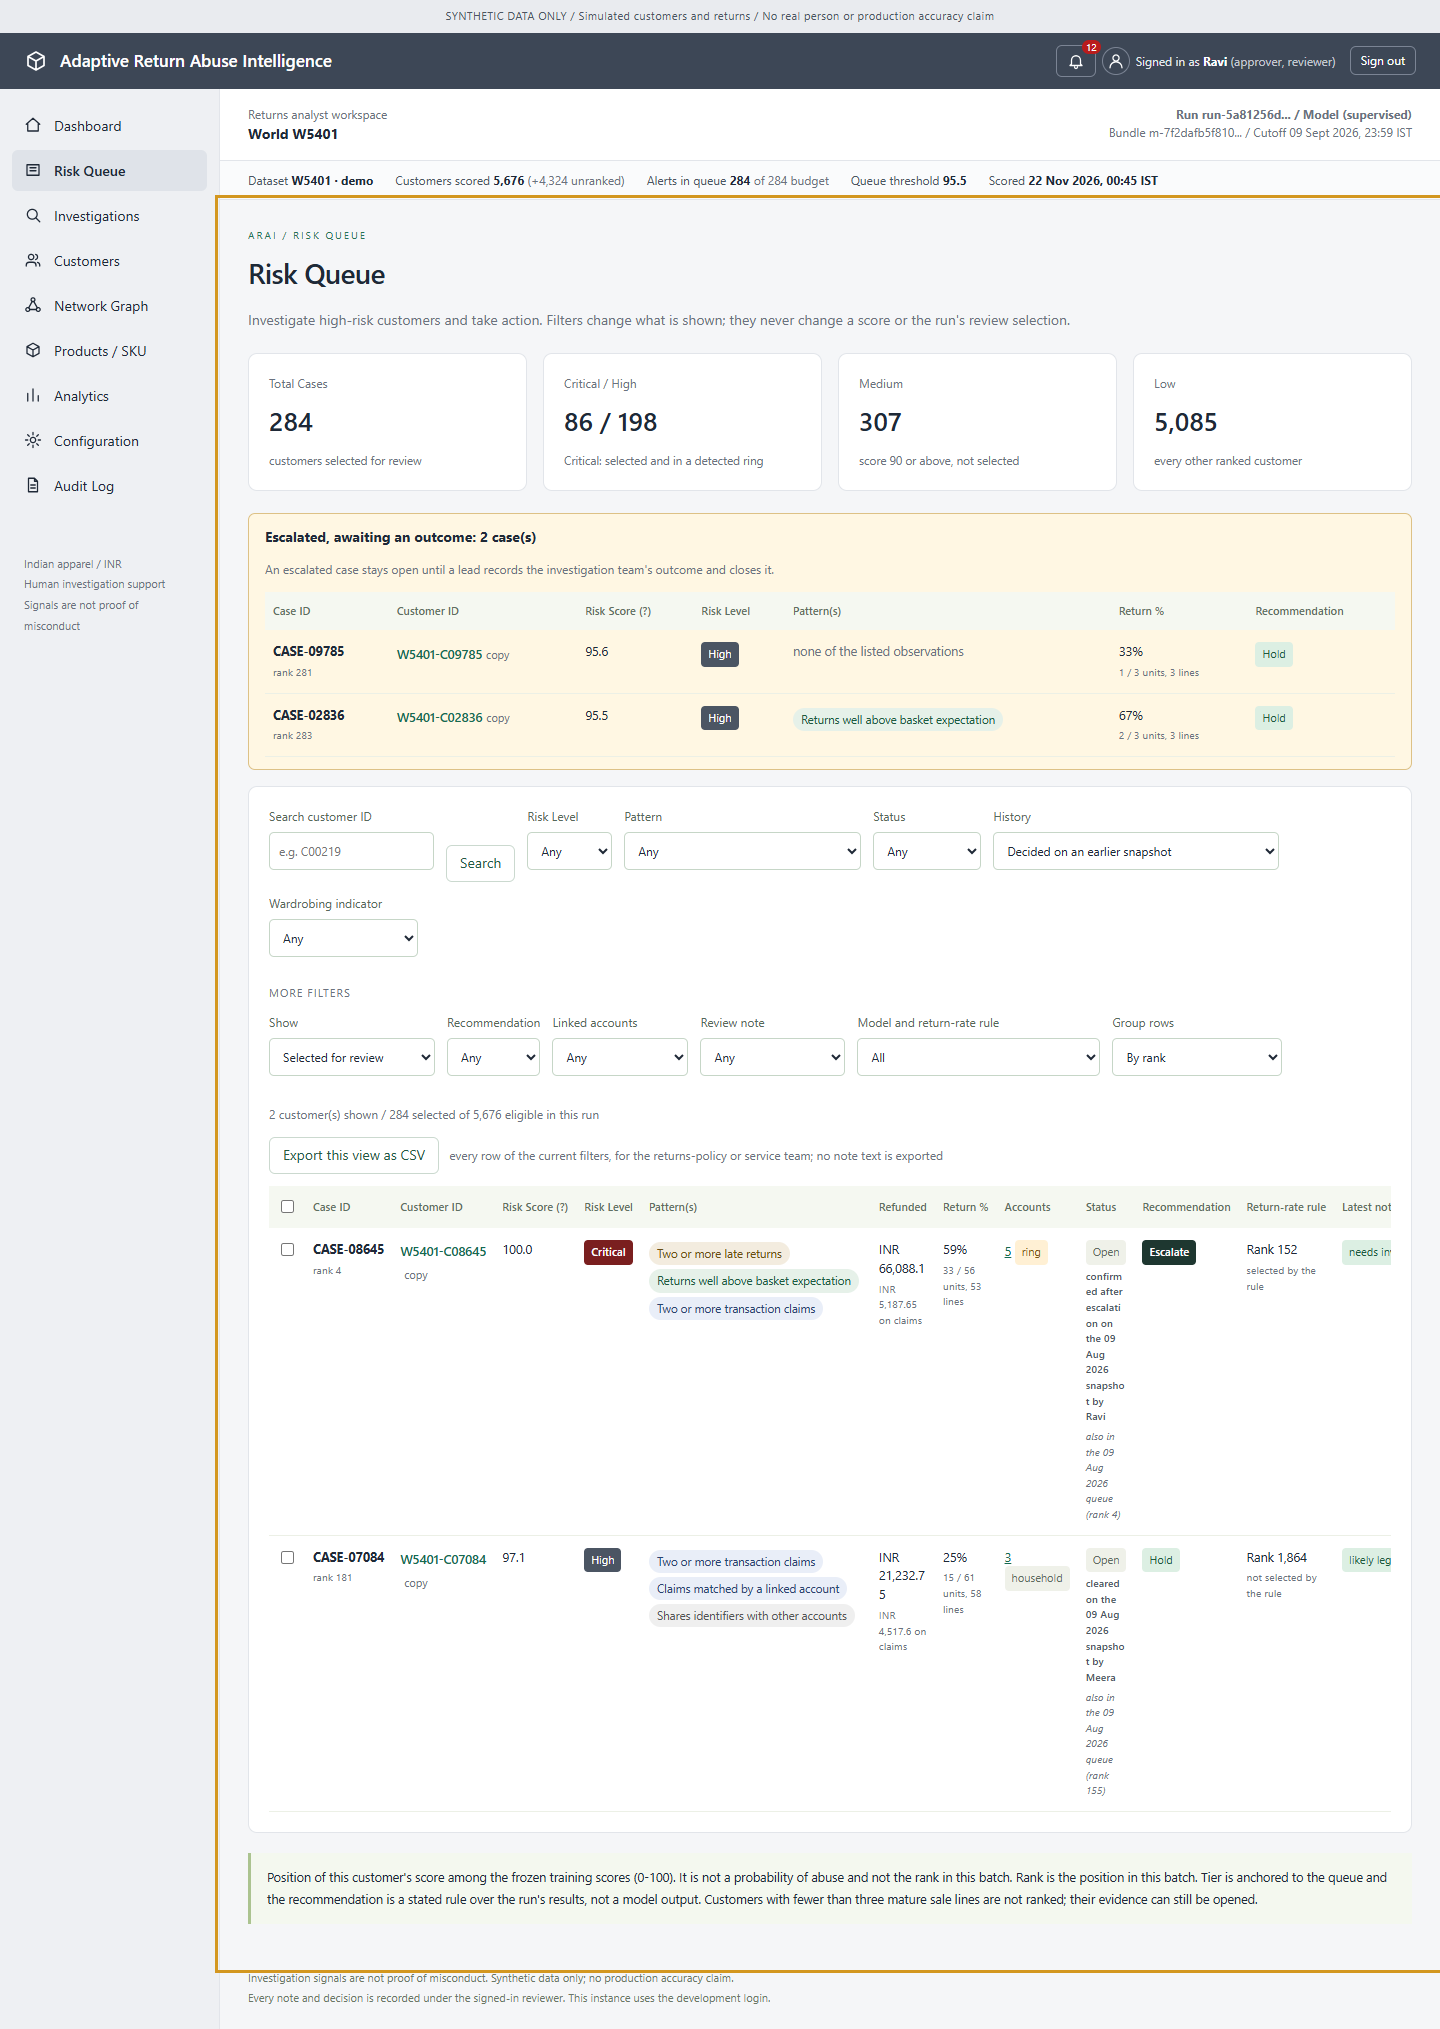 SYNTHETIC DATA ONLY / Simulated customers and returns / No real person or production accuracy claim
Adaptive Return Abuse Intelligence
12
Signed in as Ravi (approver, reviewer)
Sign out
Dashboard
Risk Queue
Investigations
Customers
Network Graph
Products / SKU
Analytics
Configuration
Audit Log
Indian apparel / INR
Human investigation support
Signals are not proof of
misconduct
Returns analyst workspace
World W5401
Run run-5a81256d... / Model (supervised)
Bundle m-7f2dafb5f810... / Cutoff 09 Sept 2026, 23:59 IST
Dataset W5401 · demo Customers scored 5,676 (+4,324 unranked) Alerts in queue 284 of 284 budget Queue threshold 95.5 Scored 22 Nov 2026, 00:45 IST
ARAI / RISK QUEUE
Risk Queue
Investigate high-risk customers and take action. Filters change what is shown; they never change a score or the run's review selection.
Total Cases
284
customers selected for review
Critical / High
86 / 198
Critical: selected and in a detected ring
Medium
307
score 90 or above, not selected
Low
5,085
every other ranked customer
Escalated, awaiting an outcome: 2 case(s)
An escalated case stays open until a lead records the investigation team's outcome and closes it.
Case ID Customer ID Risk Score (?) Risk Level Pattern(s) Return % Recommendation
CASE-09785 W5401-C09785 copy 95.6 High none of the listed observations 33% Hold
rank 281 1 / 3 units, 3 lines
CASE-02836 W5401-C02836 copy 95.5 High Returns well above basket expectation 67% Hold
rank 283 2 / 3 units, 3 lines
Search customer ID
e.g. C00219
Search
Risk Level
Any
Pattern
Any
Status
Any
History
Decided on an earlier snapshot
Wardrobing indicator
Any
MORE FILTERS
Show
Selected for review
Recommendation
Any
Linked accounts
Any
Review note
Any
Model and return-rate rule
All
Group rows
By rank
2 customer(s) shown / 284 selected of 5,676 eligible in this run
Export this view as CSV
every row of the current filters, for the returns-policy or service team; no note text is exported
Case ID Customer ID Risk Score (?) Risk Level Pattern(s) Refunded Return % Accounts Status Recommendation Return-rate rule Latest not
CASE-08645
rank 4
W5401-C08645
copy
100.0
Critical
Two or more late returns
Returns well above basket expectation
Two or more transaction claims
INR
66,088.1
INR
5,187.65
on claims
59%
33 / 56
units, 53
lines
5 ring
Open
confirm
ed after
escalati
on on
the 09
Aug
2026
snapsho
t by
Ravi
also in
the 09
Aug
2026
queue
(rank 4)
Escalate
Rank 152
selected by the
rule
needs in
CASE-07084
rank 181
W5401-C07084
copy
97.1
High
Two or more transaction claims
Claims matched by a linked account
Shares identifiers with other accounts
INR
21,232.7
5
INR
4,517.6 on
claims
25%
15 / 61
units, 58
lines
3
household
Open
cleared
on the
09 Aug
2026
snapsho
t by
Meera
also in
the 09
Aug
2026
queue
(rank
155)
Hold
Rank 1,864
not selected by
the rule
likely leg
Position of this customer's score among the frozen training scores (0-100). It is not a probability of abuse and not the rank in this batch. Rank is the position in this batch. Tier is anchored to the queue and
the recommendation is a stated rule over the run's results, not a model output. Customers with fewer than three mature sale lines are not ranked; their evidence can still be opened.
Investigation signals are not proof of misconduct. Synthetic data only; no production accuracy claim.
Every note and decision is recorded under the signed-in reviewer. This instance uses the development login.